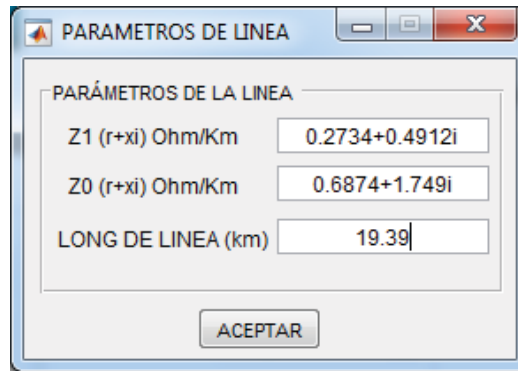 PARAMETROS DE LINEA
PARÁMETROS DE LA LINEA
Z1 (r+xi) Ohm/Km 0.2734+0.4912i
Z0 (r+xi) Ohm/Km 0.6874+1.749i
LONG DE LINEA (km) 19.39
ACEPTAR